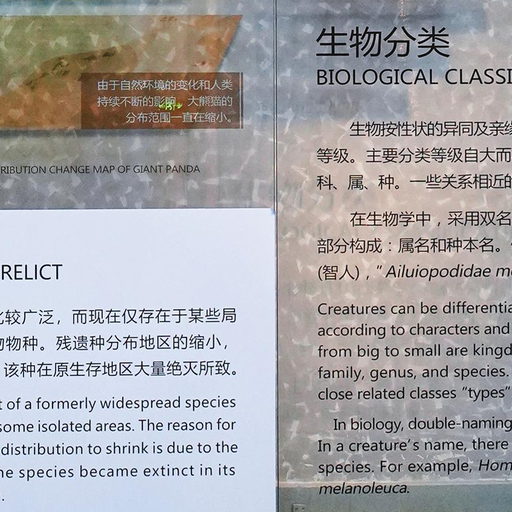 由于自然环境的变化和人类
持续不断的影响，大熊猫的
分布范围一直在缩小。
RIBUTION CHANGE MAP OF GIANT PANDA
RELICT
比较广泛，而现在仅存在于某些局
物物种。残遗种分布地区的缩小，
该种在原生存地区大量绝灭所致。
t of a formerly widespread species
some isolated areas. The reason for
distribution to shrink is due to the
ne species became extinct in its
.
生物分类
BIOLOGICAL CLASSI
生物按性状的异同及亲缘
等级。主要分类等级自大而
科、属、种。一些关系相近的
在生物学中，采用双名
部分构成：属名和种本名。
(智人)，"Ailuiopodidae me
Creatures can be differentia
according to characters and
from big to small are kingd
family, genus, and species.
close related classes “types”
In biology, double-naming
In a creature’s name, there
species. For example, Hom
melanoleuca.